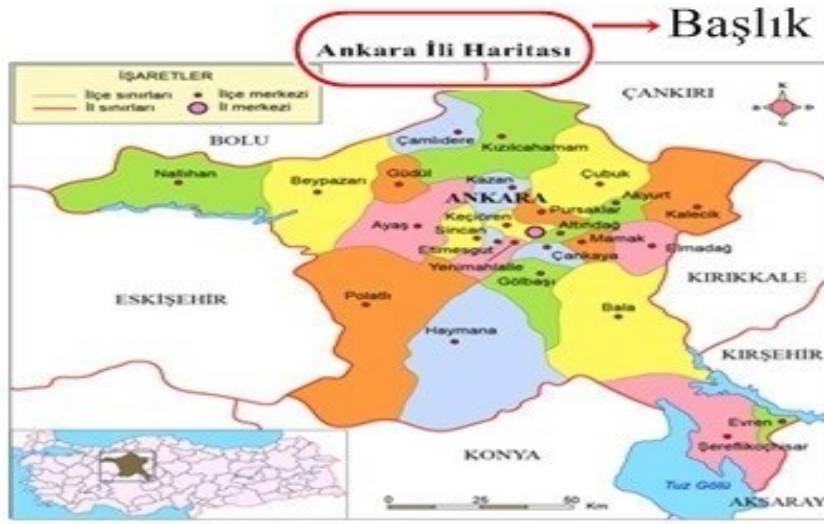 Başlık
Ankara İli Haritası
İŞARETLER
İlçe sınırları
İlçe merkezi
İl sınırları
İl merkezi
K
G
ÇANKIRI
BOLU
Çamlıdere
Kızılcahamam
Nallıhan
Beypazarı
Güdül
Kazan
Çubuk
ANKARA
Akyurt
Pursaklar
Kalecik
Ayaş
Keçiören
Sincan
Altındağ
Etimesgut
Mamak
Elmadağ
Çankaya
Yenimahlalle
Gölbaşı
KIRIKKALE
ESKİŞEHİR
Polatlı
Bala
Haymana
KIRŞEHİR
Evren
Şereflikoçhisar
KONYA
Tuz Gölü
AKSARAY
0 25 50
Km